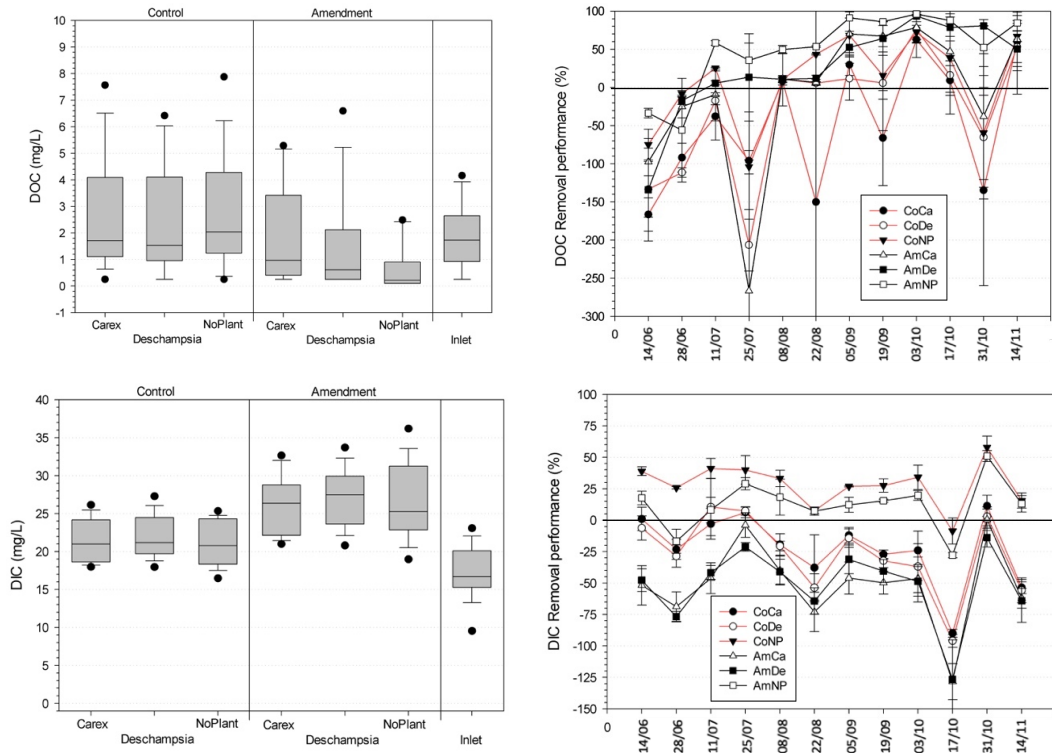 Control Amendment
DOC (mg/L)
10
9
8
7
6
5
4
3
2
1
0
-1
Carex NoPlant Carex NoPlant
Deschampsia Deschampsia Inlet
DOC Removal performance (%)
100
50
0
-50
-100
-150
-200
-250
-300
CoCa
CoDe
CoNP
AmCa
AmDe
AmNP
0 14/06 28/06 11/07 25/07 08/08 22/08 05/09 19/09 03/10 17/10 31/10 14/11
Control Amendment
DIC (mg/L)
40
35
30
25
20
15
10
5
0
Carex NoPlant Carex NoPlant
Deschampsia Deschampsia Inlet
DIC Removal performance (%)
100
75
50
25
0
-25
-50
-75
-100
-125
-150
CoCa
CoDe
CoNP
AmCa
AmDe
AmNP
0 14/06 28/06 11/07 25/07 08/08 22/08 05/09 19/09 03/10 17/10 31/10 14/11